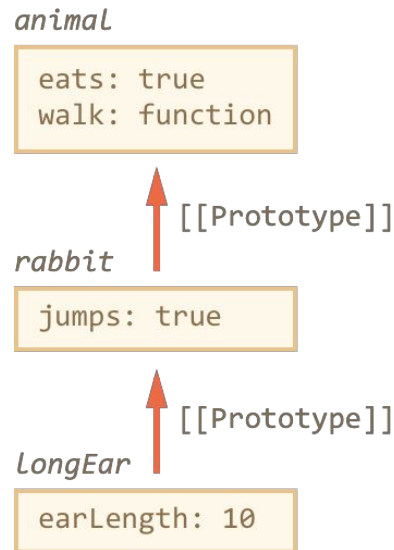 animal
eats: true
walk: function
[[Prototype]]
rabbit
jumps: true
[[Prototype]]
longEar
earLength: 10